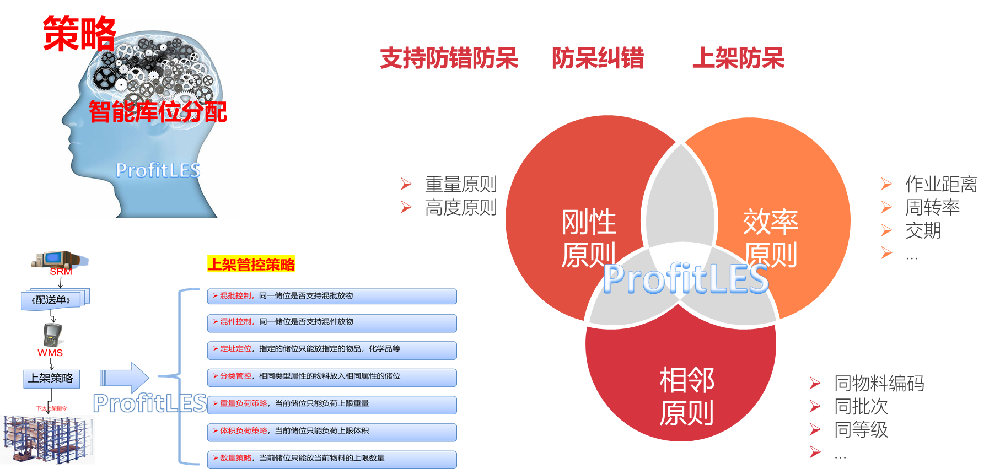 策略
智能库位分配
ProfitLES
支持防错防呆 防呆纠错 上架防呆
重量原则
高度原则
刚性
原则
效率
原则
作业距离
周转率
交期
...
ProfitLES
相邻
原则
同物料编码
同批次
同等级
...
SRM
《配送单》
WMS
上架策略
下达上架指令
ProfitLES
上架管控策略
混批控制，同一储位是否支持混批放物
混件控制，同一储位是否支持混件放物
定址定位，指定的储位只能放指定的物品，化学品等
分类管控，相同类型属性的物料放入相同属性的储位
重量负荷策略，当前储位只能负荷上限重量
体积负荷策略，当前储位只能负荷上限体积
数量策略，当前储位只能放当前物料的上限数量